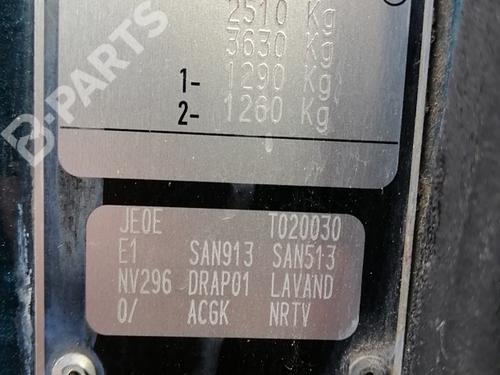 B-PARTS
2510 Kg
3630 Kg
1- 1290 Kg
2- 1260 Kg
JE0E T020030
E1 SAN913 SAN513
NV296 DRAP01 LAVAND
0/ ACGK NRTV